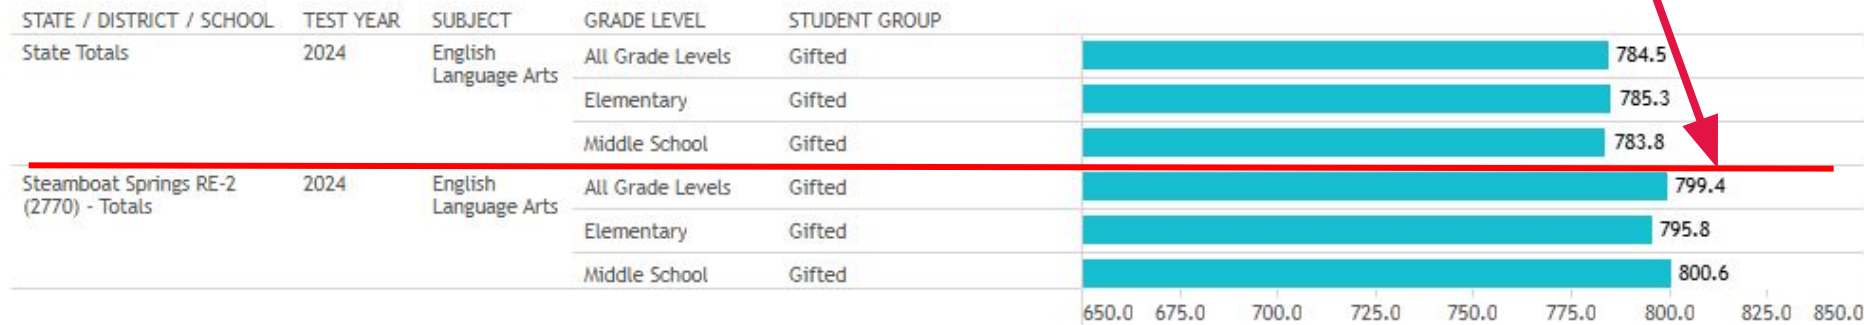 STATE / DISTRICT / SCHOOL TEST YEAR SUBJECT GRADE LEVEL STUDENT GROUP
State Totals 2024 English Language Arts All Grade Levels Gifted 784.5
Elementary Gifted 785.3
Middle School Gifted 783.8
Steamboat Springs RE-2 (2770) - Totals 2024 English Language Arts All Grade Levels Gifted 799.4
Elementary Gifted 795.8
Middle School Gifted 800.6
650.0 675.0 700.0 725.0 750.0 775.0 800.0 825.0 850.0